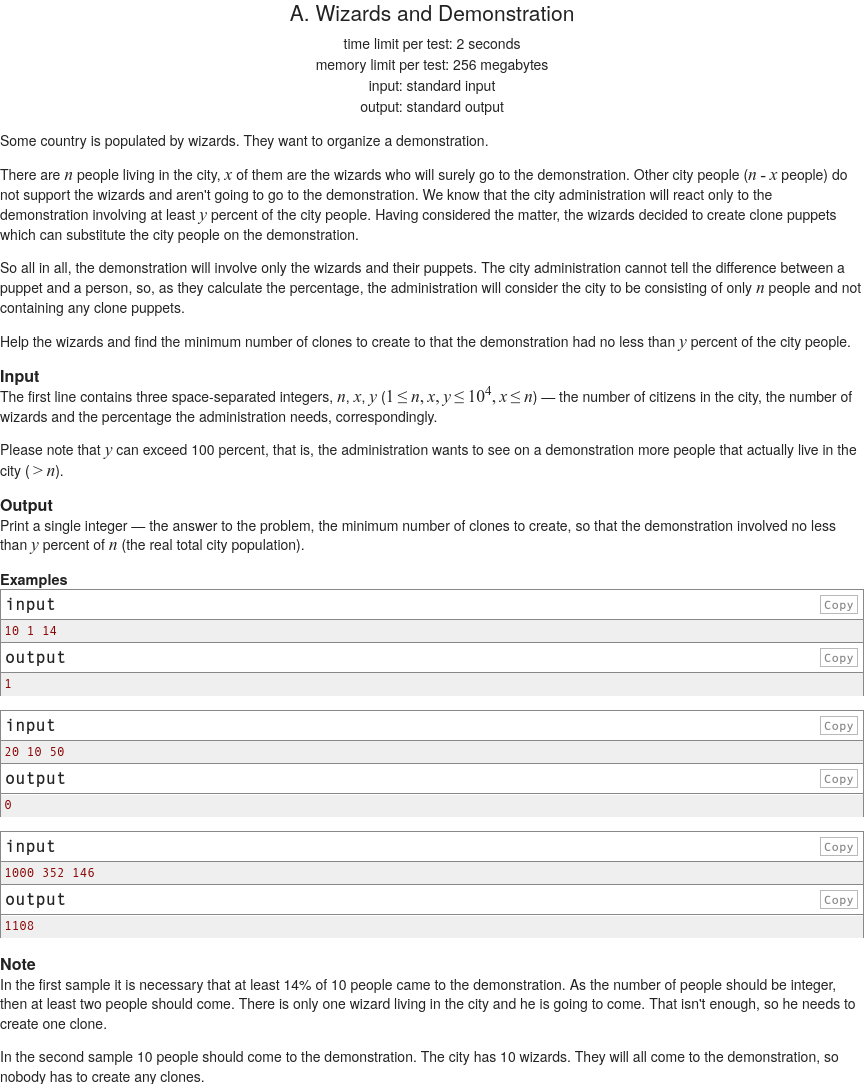 A. Wizards and Demonstration
time limit per test: 2 seconds
memory limit per test: 256 megabytes
input: standard input
output: standard output
Some country is populated by wizards. They want to organize a demonstration.
There are n people living in the city, x of them are the wizards who will surely go to the demonstration. Other city people (n - x people) do
not support the wizards and aren't going to go to the demonstration. We know that the city administration will react only to the
demonstration involving at least y percent of the city people. Having considered the matter, the wizards decided to create clone puppets
which can substitute the city people on the demonstration.
So all in all, the demonstration will involve only the wizards and their puppets. The city administration cannot tell the difference between a
puppet and a person, so, as they calculate the percentage, the administration will consider the city to be consisting of only n people and not
containing any clone puppets.
Help the wizards and find the minimum number of clones to create to that the demonstration had no less than y percent of the city people.
Input
The first line contains three space-separated integers, n, x, y (1 ≤ n, x, y ≤ 10⁴, x ≤ n) — the number of citizens in the city, the number of
wizards and the percentage the administration needs, correspondingly.
Please note that y can exceed 100 percent, that is, the administration wants to see on a demonstration more people that actually live in the
city ( > n).
Output
Print a single integer — the answer to the problem, the minimum number of clones to create, so that the demonstration involved no less
than y percent of n (the real total city population).
Examples
input Copy
10 1 14
output Copy
1
input Copy
20 10 50
output Copy
0
input Copy
1000 352 146
output Copy
1108
Note
In the first sample it is necessary that at least 14% of 10 people came to the demonstration. As the number of people should be integer,
then at least two people should come. There is only one wizard living in the city and he is going to come. That isn't enough, so he needs to
create one clone.
In the second sample 10 people should come to the demonstration. The city has 10 wizards. They will all come to the demonstration, so
nobody has to create any clones.